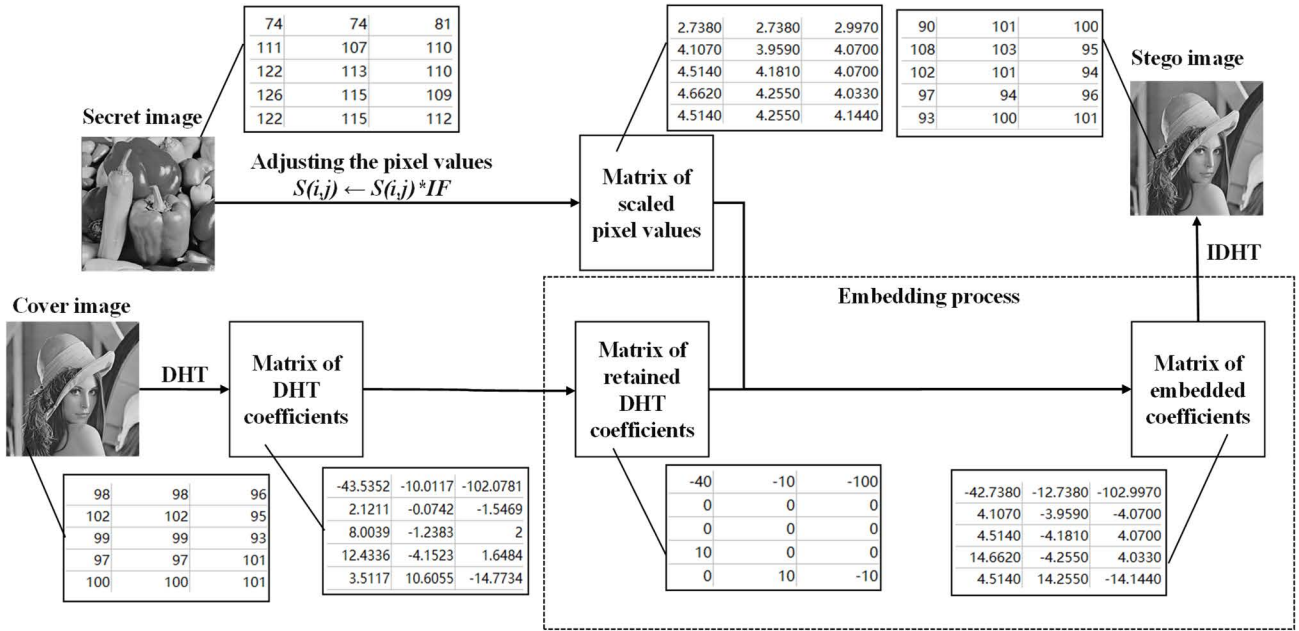 74 74 81
111 107 110
122 113 110
126 115 109
122 115 112
2.7380 2.7380 2.9970
4.1070 3.9590 4.0700
4.5140 4.1810 4.0700
4.6620 4.2550 4.0330
4.5140 4.2550 4.1440
90 101 100
108 103 95
102 101 94
97 94 96
93 100 101
Stego image
Secret image
Adjusting the pixel values
S(i,j) ← S(i,j)*IF
Matrix of
scaled
pixel values
IDHT
Embedding process
Cover image
DHT
Matrix of
DHT
coefficients
Matrix of
retained
DHT
coefficients
Matrix of
embedded
coefficients
98 98 96
102 102 95
99 99 93
97 97 101
100 100 101
-43.5352 -10.0117 -102.0781
2.1211 -0.0742 -1.5469
8.0039 -1.2383 2
12.4336 -4.1523 1.6484
3.5117 10.6055 -14.7734
-40 -10 -100
0 0 0
0 0 0
10 0 0
0 10 -10
-42.7380 -12.7380 -102.9970
4.1070 -3.9590 -4.0700
4.5140 -4.1810 4.0700
14.6620 -4.2550 4.0330
4.5140 14.2550 -14.1440